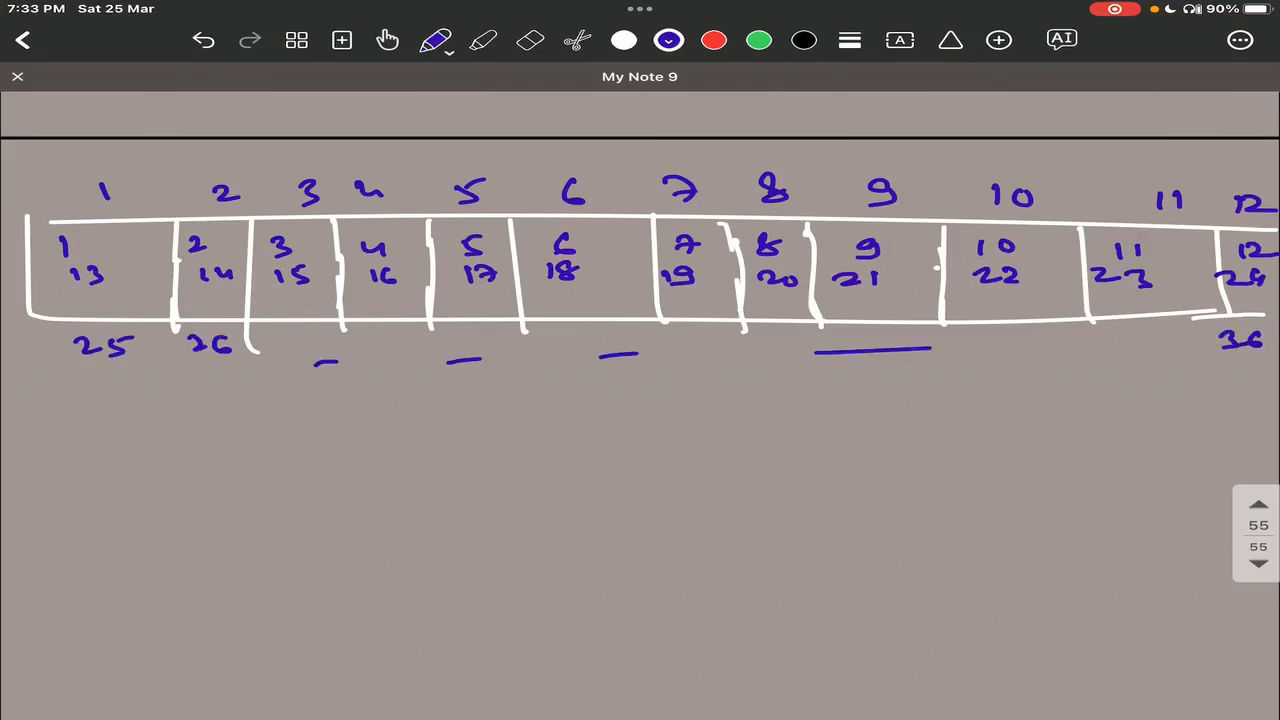 7:33 PM Sat 25 Mar
90%
A
AI
My Note 9
1 2 3 4 5 6 7 8 9 10 11 12
1 2 3 4 5 6 7 8 9 10 11 12
13 14 15 16 17 18 19 20 21 22 23 24
25 26 36
55
55